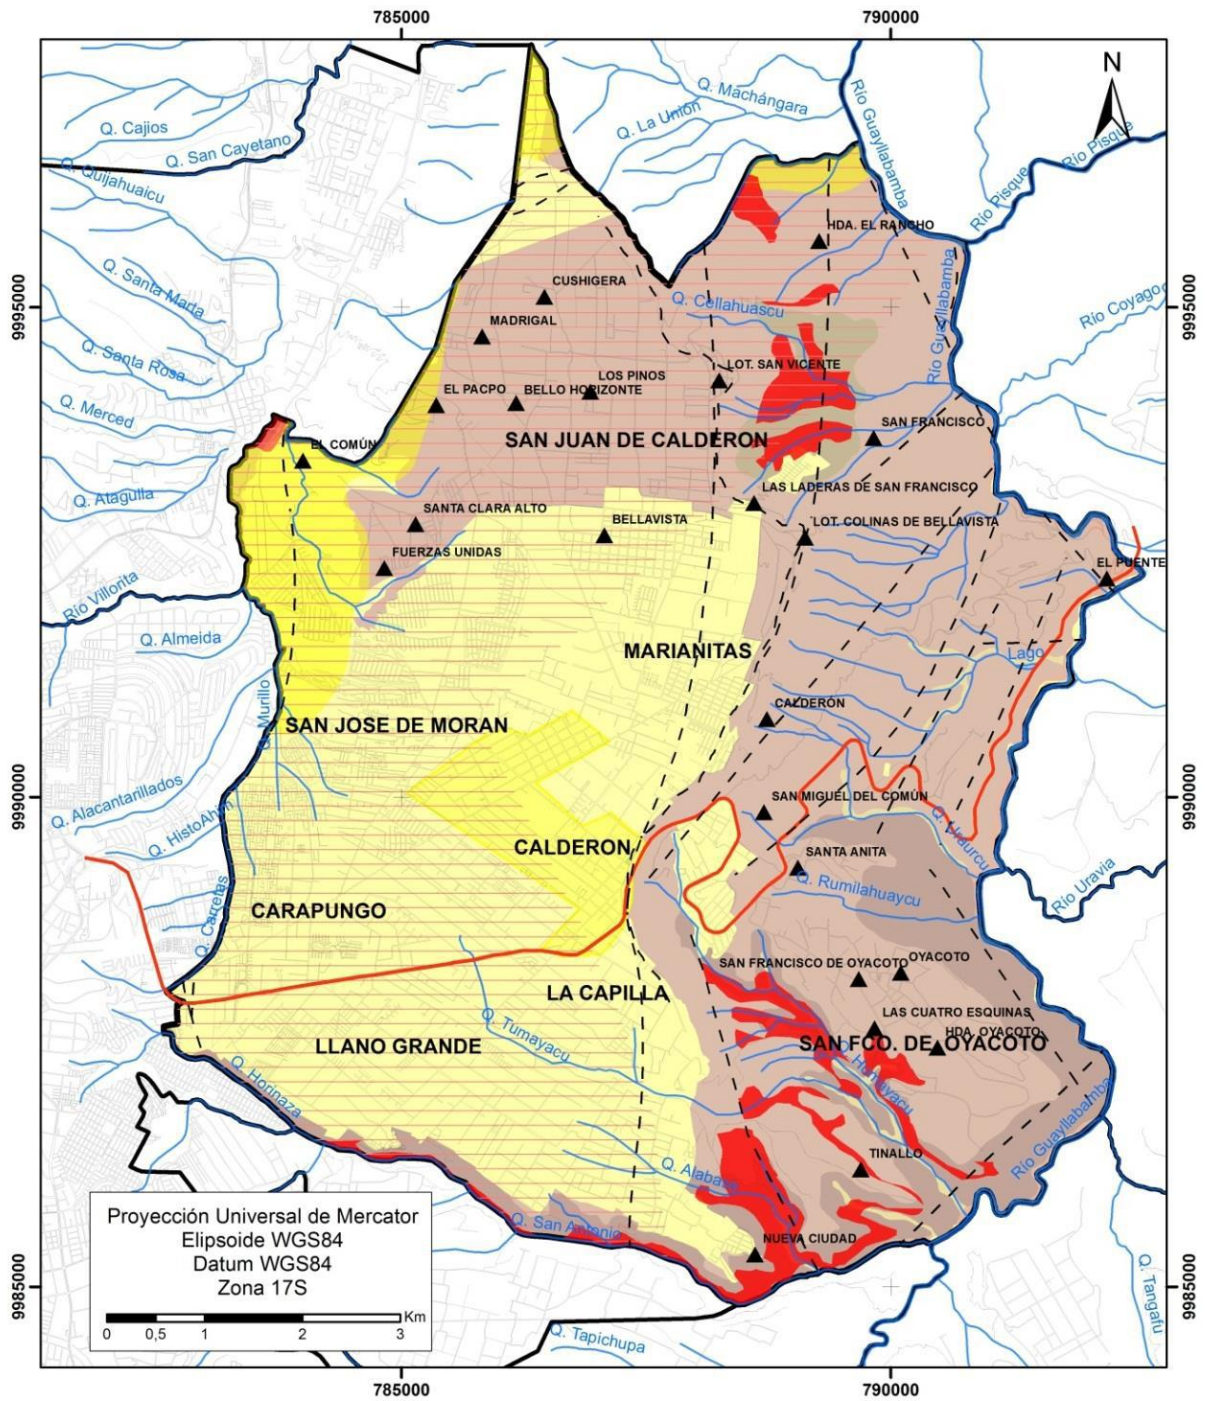 785000
790000
N
Q. Machángara
Q. La Unión
Río Guayllabamba
Río Pisque
Q. Cajios
Q. San Cayetano
Q. Quijahuaicu
Río Pisque
HDA. EL RANCHO
Q. Santa Marta
CUSHIGERA
Q. Collahuascu
Río Guayllabamba
Río Coyago
9995000
9995000
MADRIGAL
Q. Santa Rosa
LOT. SAN VICENTE
LOS PINOS
EL PACPO
BELLO HORIZONTE
Q. Merced
SAN FRANCISCO
EL COMÚN
SAN JUAN DE CALDERON
LAS LADERAS DE SAN FRANCISCO
Q. Atagulla
SANTA CLARA ALTO
BELLAVISTA
LOT. COLINAS DE BELLAVISTA
FUERZAS UNIDAS
EL PUENTE
Río Villorita
Q. Almeida
MARIANITAS
Lago
Q. Murillo
CALDERÓN
SAN JOSE DE MORAN
9990000
9990000
Q. Alacantarillados
SAN MIGUEL DEL COMÚN
Q. HistoAhon
Q. Uraurcu
CALDERON
SANTA ANITA
Q. Rumilahuaycu
Río Uravia
CARAPUNGO
Q. Carretas
SAN FRANCISCO DE OYACOTO
OYACOTO
LA CAPILLA
LAS CUATRO ESQUINAS
Q. Tumayacu
HDA. OYACOTO
LLANO GRANDE
SAN FCO. DE OYACOTO
Q. Horinaza
Río Guayllabamba
TINALLO
Q. San Antonio
NUEVA CIUDAD
Proyección Universal de Mercator
Elipsoide WGS84
Datum WGS84
Zona 17S
Km
0 0,5 1 2 3
9985000
9985000
Q. Tangafu
Q. Tapichupa
785000
790000